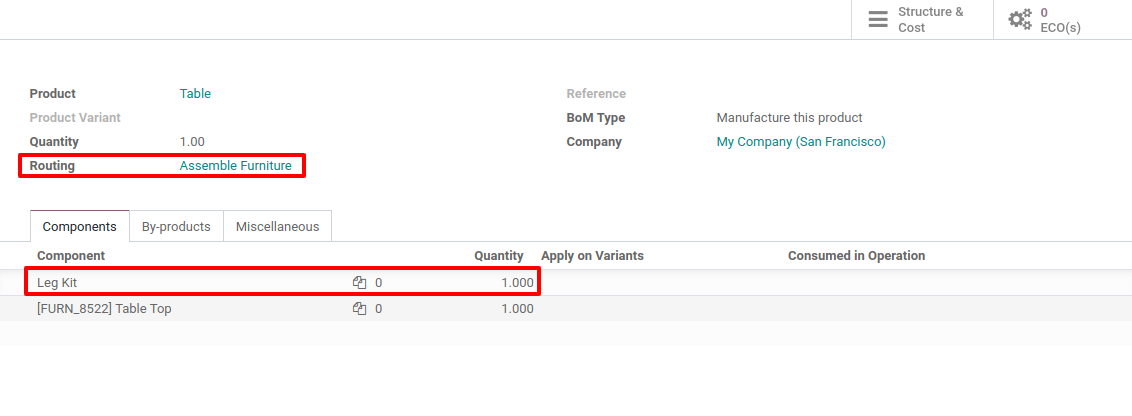 Structure & Cost
0 ECO(s)
Product Table
Reference
Product Variant
BoM Type Manufacture this product
Quantity 1.00
Company My Company (San Francisco)
Routing Assemble Furniture
Components By-products Miscellaneous
Component Quantity Apply on Variants Consumed in Operation
Leg Kit 0 1.000
[FURN_8522] Table Top 0 1.000